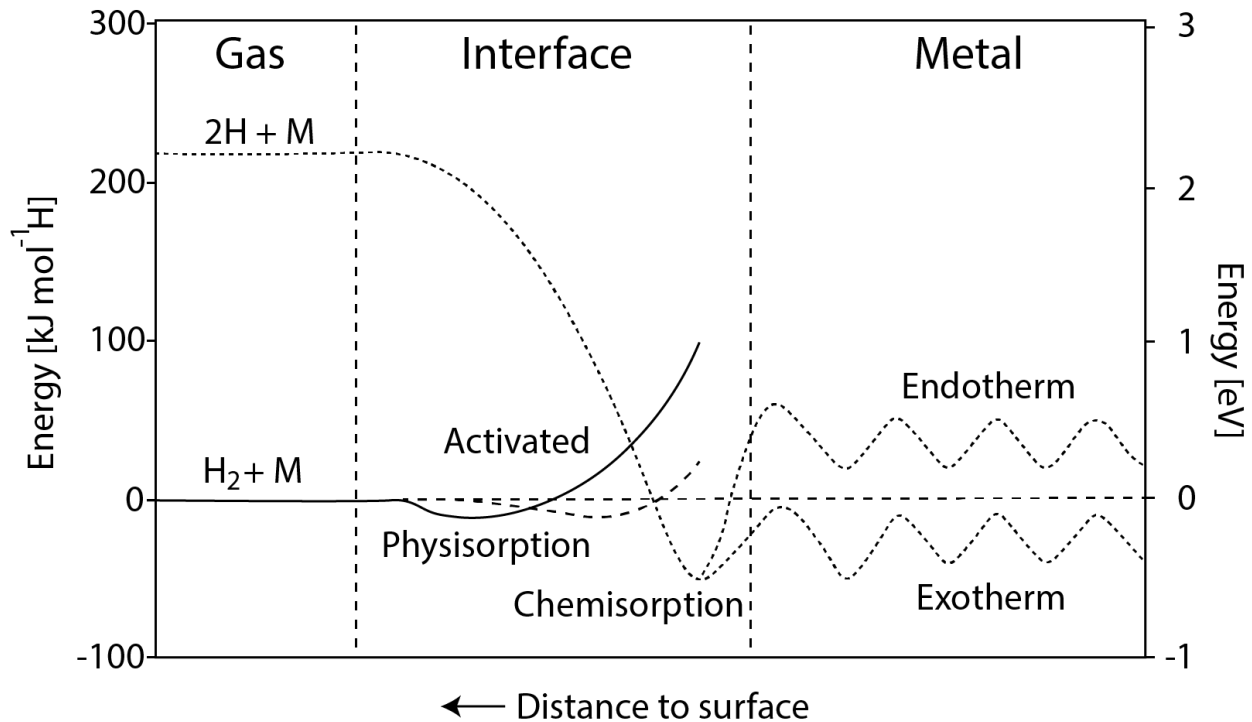 300
3
Gas
Interface
Metal
2H + M
200
2
Energy [kJ mol⁻¹H]
Energy [eV]
100
1
Endotherm
Activated
H₂+ M
0
0
Physisorption
Chemisorption
Exotherm
-100
-1
Distance to surface